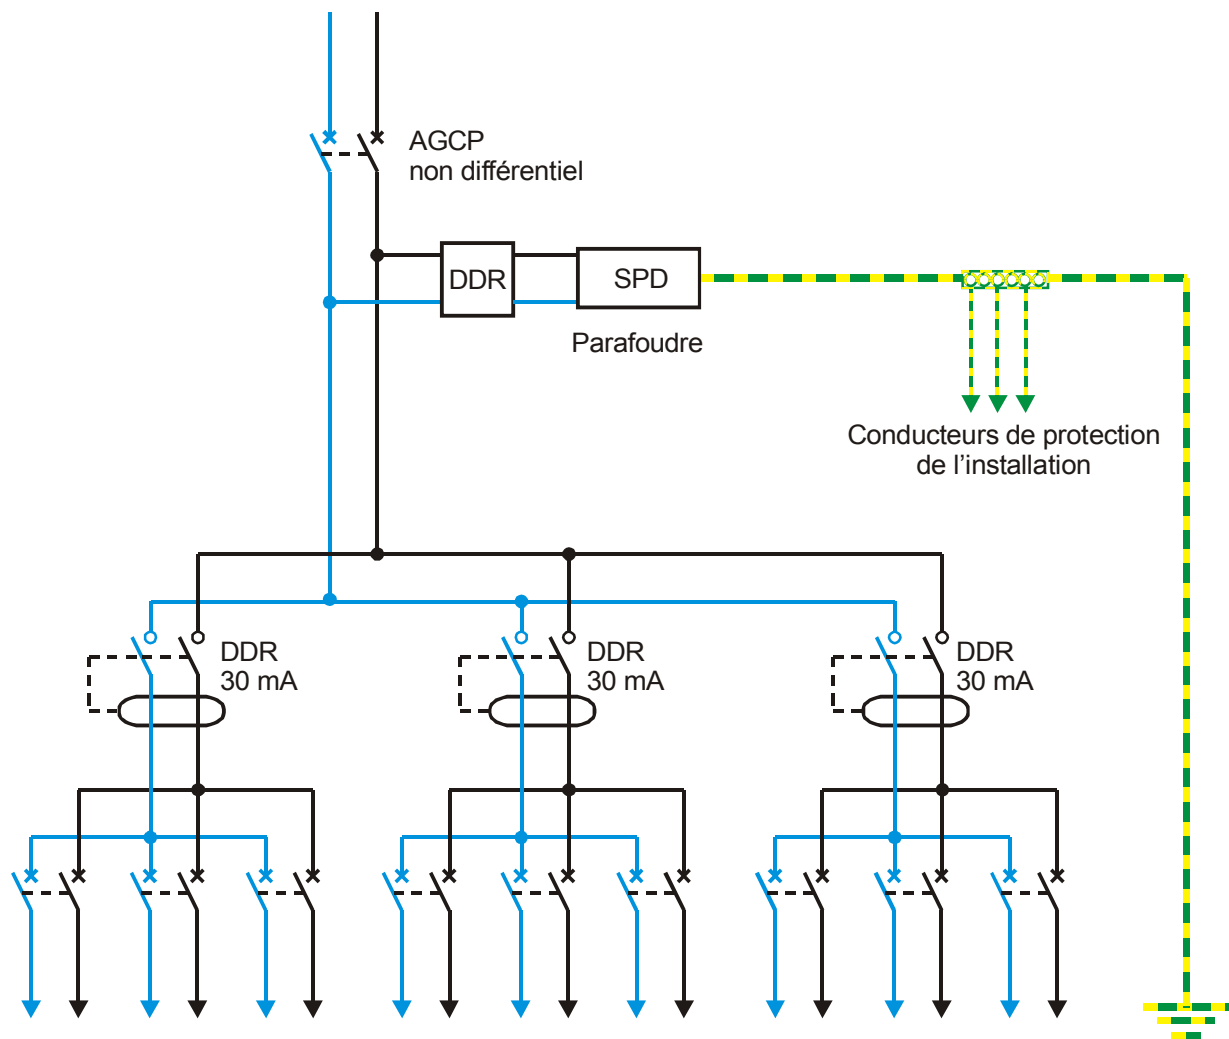 AGCP
non différentiel
DDR
SPD
Parafoudre
Conducteurs de protection
de l’installation
DDR
30 mA
DDR
30 mA
DDR
30 mA